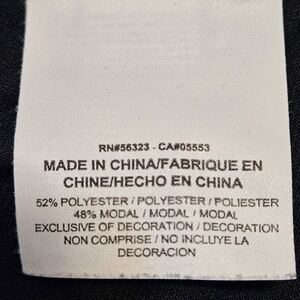 RN#56323 - CA#05553
MADE IN CHINA/FABRIQUE EN
CHINE/HECHO EN CHINA
52% POLYESTER / POLYESTER / POLIESTER
48% MODAL / MODAL / MODAL
EXCLUSIVE OF DECORATION / DECORATION
NON COMPRISE / NO INCLUYE LA
DECORACION